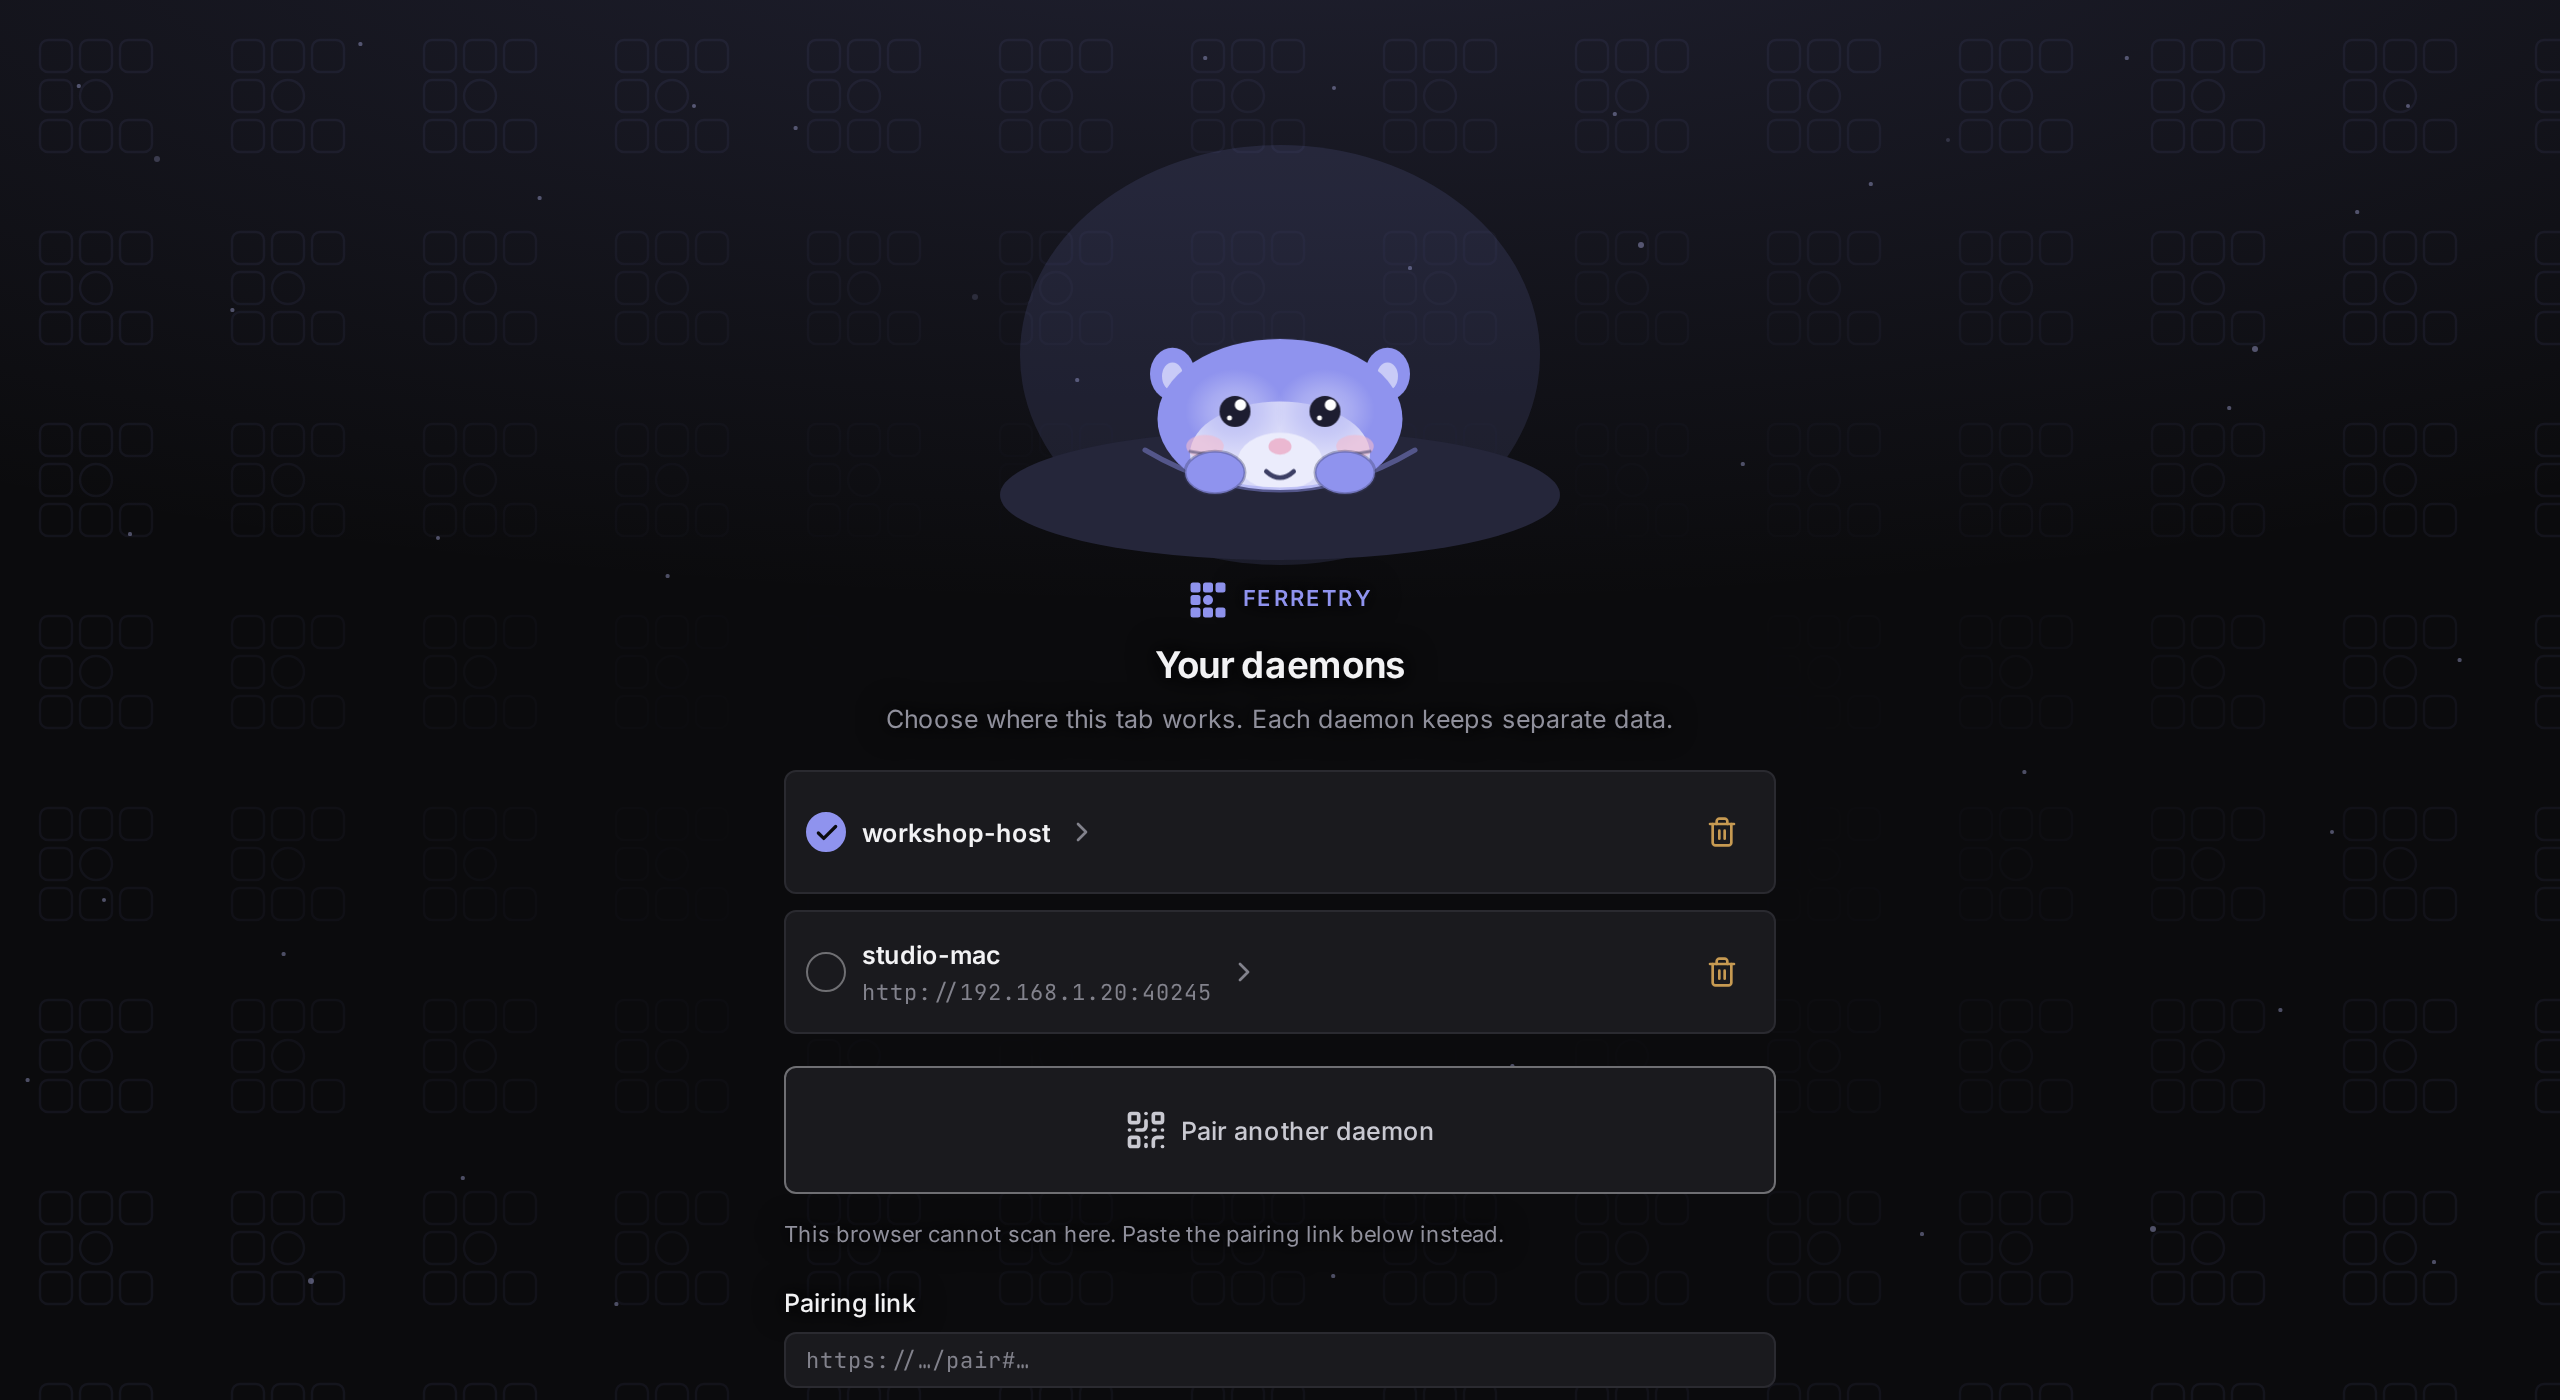 FERRETRY
Your daemons
Choose where this tab works. Each daemon keeps separate data.
workshop-host
studio-mac
http://192.168.1.20:40245
Pair another daemon
This browser cannot scan here. Paste the pairing link below instead.
Pairing link
https://…/pair#…